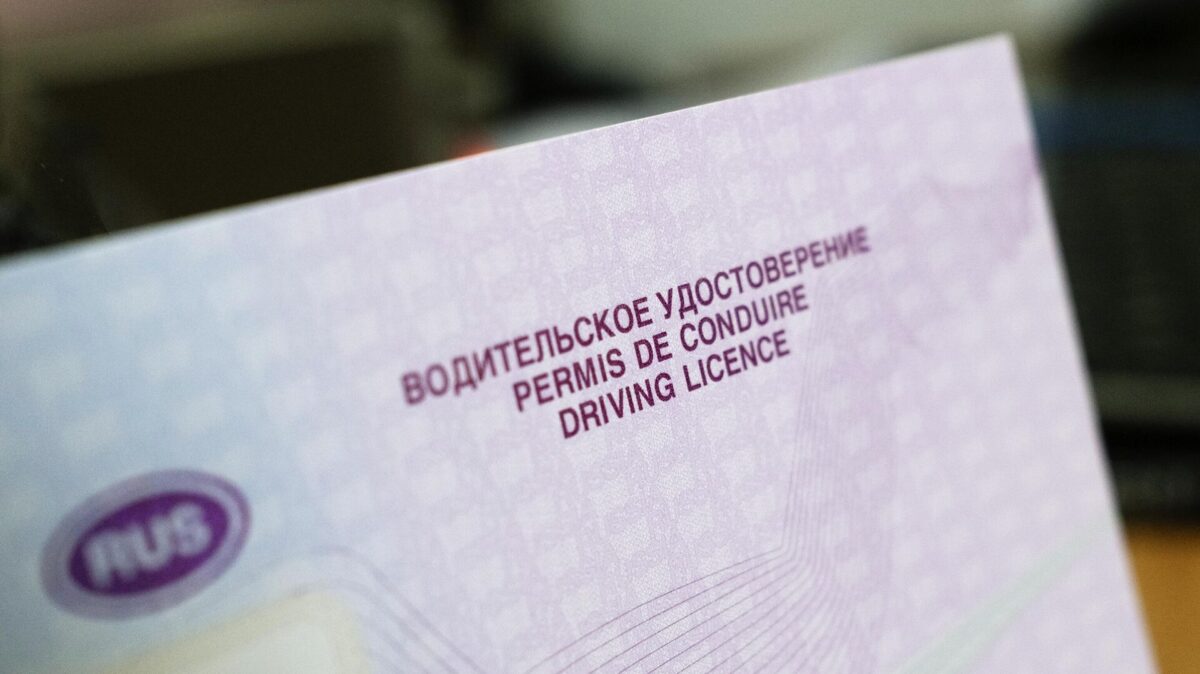 ВОДИТЕЛЬСКОЕ УДОСТОВЕРЕНИЕ
PERMIS DE CONDUIRE
DRIVING LICENCE
RUS